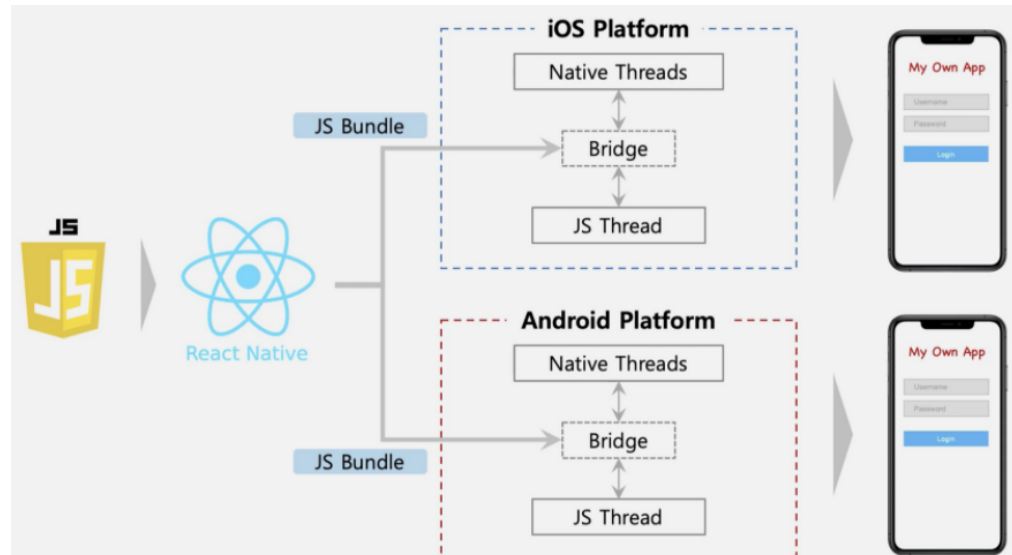 JS
JS
React Native
JS Bundle
iOS Platform
Native Threads
Bridge
JS Thread
My Own App
Username
Password
Login
JS Bundle
Android Platform
Native Threads
Bridge
JS Thread
My Own App
Username
Password
Login